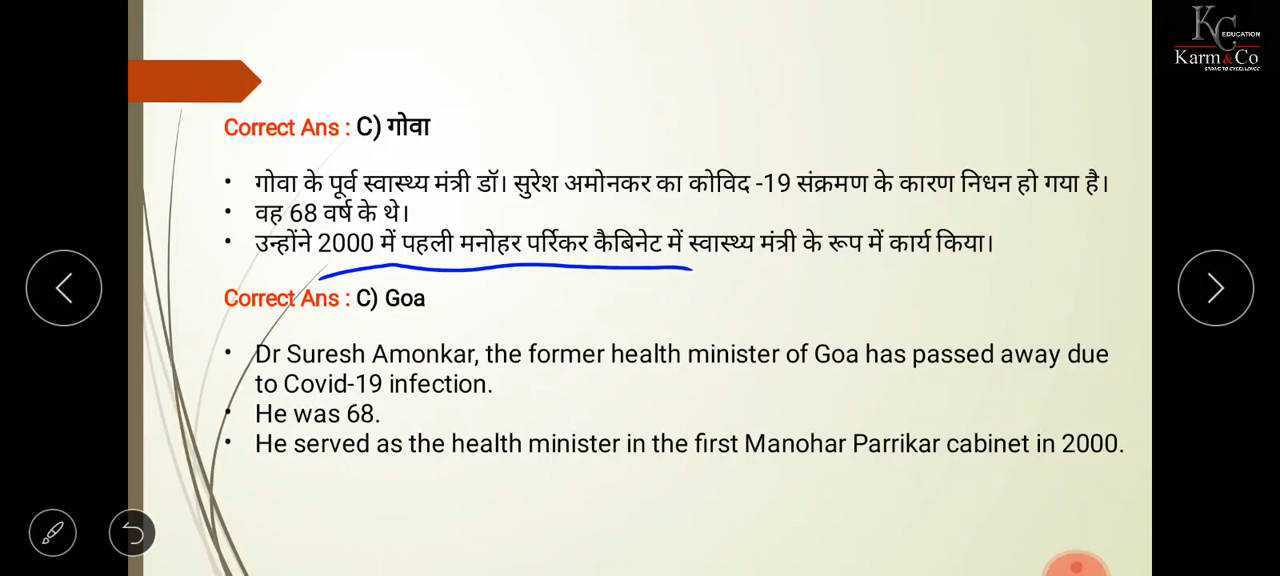 KC EDUCATION
Karm&Co
STRIVE TO EXCELLENCE
Correct Ans : C) गोवा
• गोवा के पूर्व स्वास्थ्य मंत्री डॉ। सुरेश अमोनकर का कोविद -19 संक्रमण के कारण निधन हो गया है।
• वह 68 वर्ष के थे।
• उन्होंने 2000 में पहली मनोहर पर्रिकर कैबिनेट में स्वास्थ्य मंत्री के रूप में कार्य किया।
Correct Ans : C) Goa
• Dr Suresh Amonkar, the former health minister of Goa has passed away due
to Covid-19 infection.
• He was 68.
• He served as the health minister in the first Manohar Parrikar cabinet in 2000.